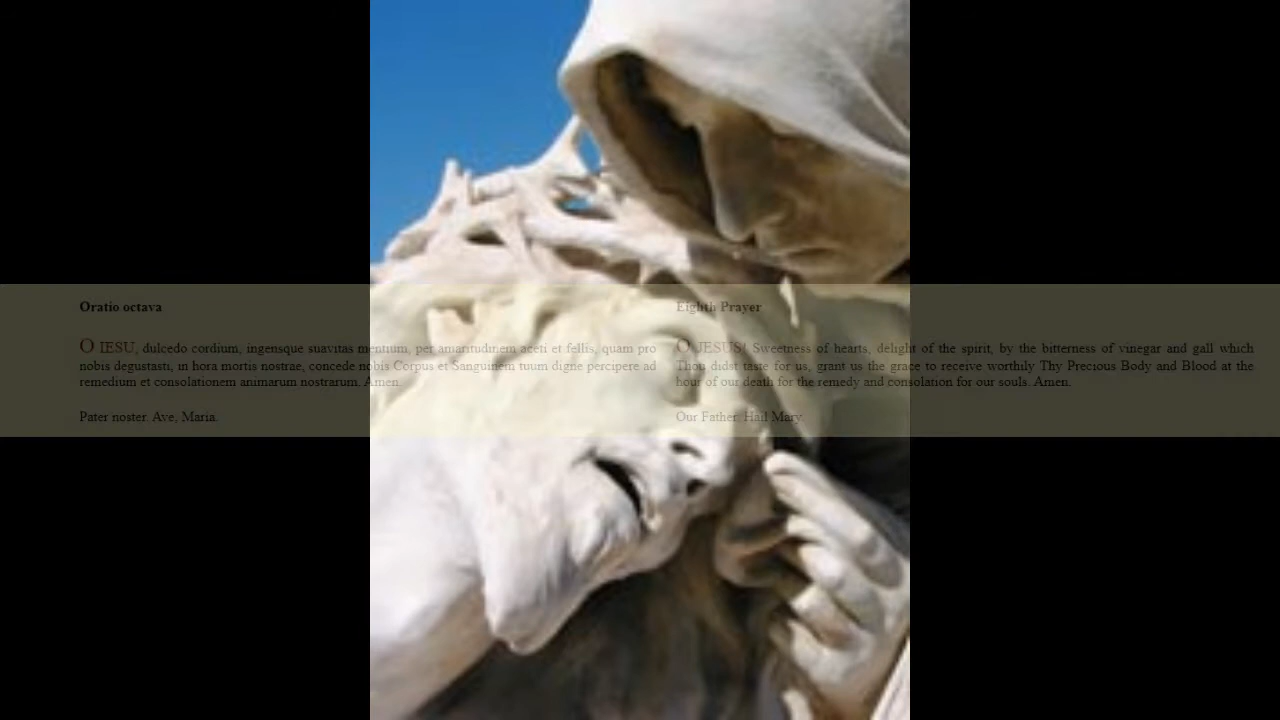 Oratio octava
O IESU, dulcedo cordium, ingensque suavitas mentium, per amaritudinem aceti et fellis, quam pro
nobis degustasti, in hora mortis nostrae, concede nobis Corpus et Sanguinem tuum digne percipere ad
remedium et consolationem animarum nostrarum. Amen.
Pater noster. Ave, Maria.
Eighth Prayer
O JESUS! Sweetness of hearts, delight of the spirit, by the bitterness of vinegar and gall which
Thou didst taste for us, grant us the grace to receive worthily Thy Precious Body and Blood at the
hour of our death for the remedy and consolation for our souls. Amen.
Our Father. Hail Mary.